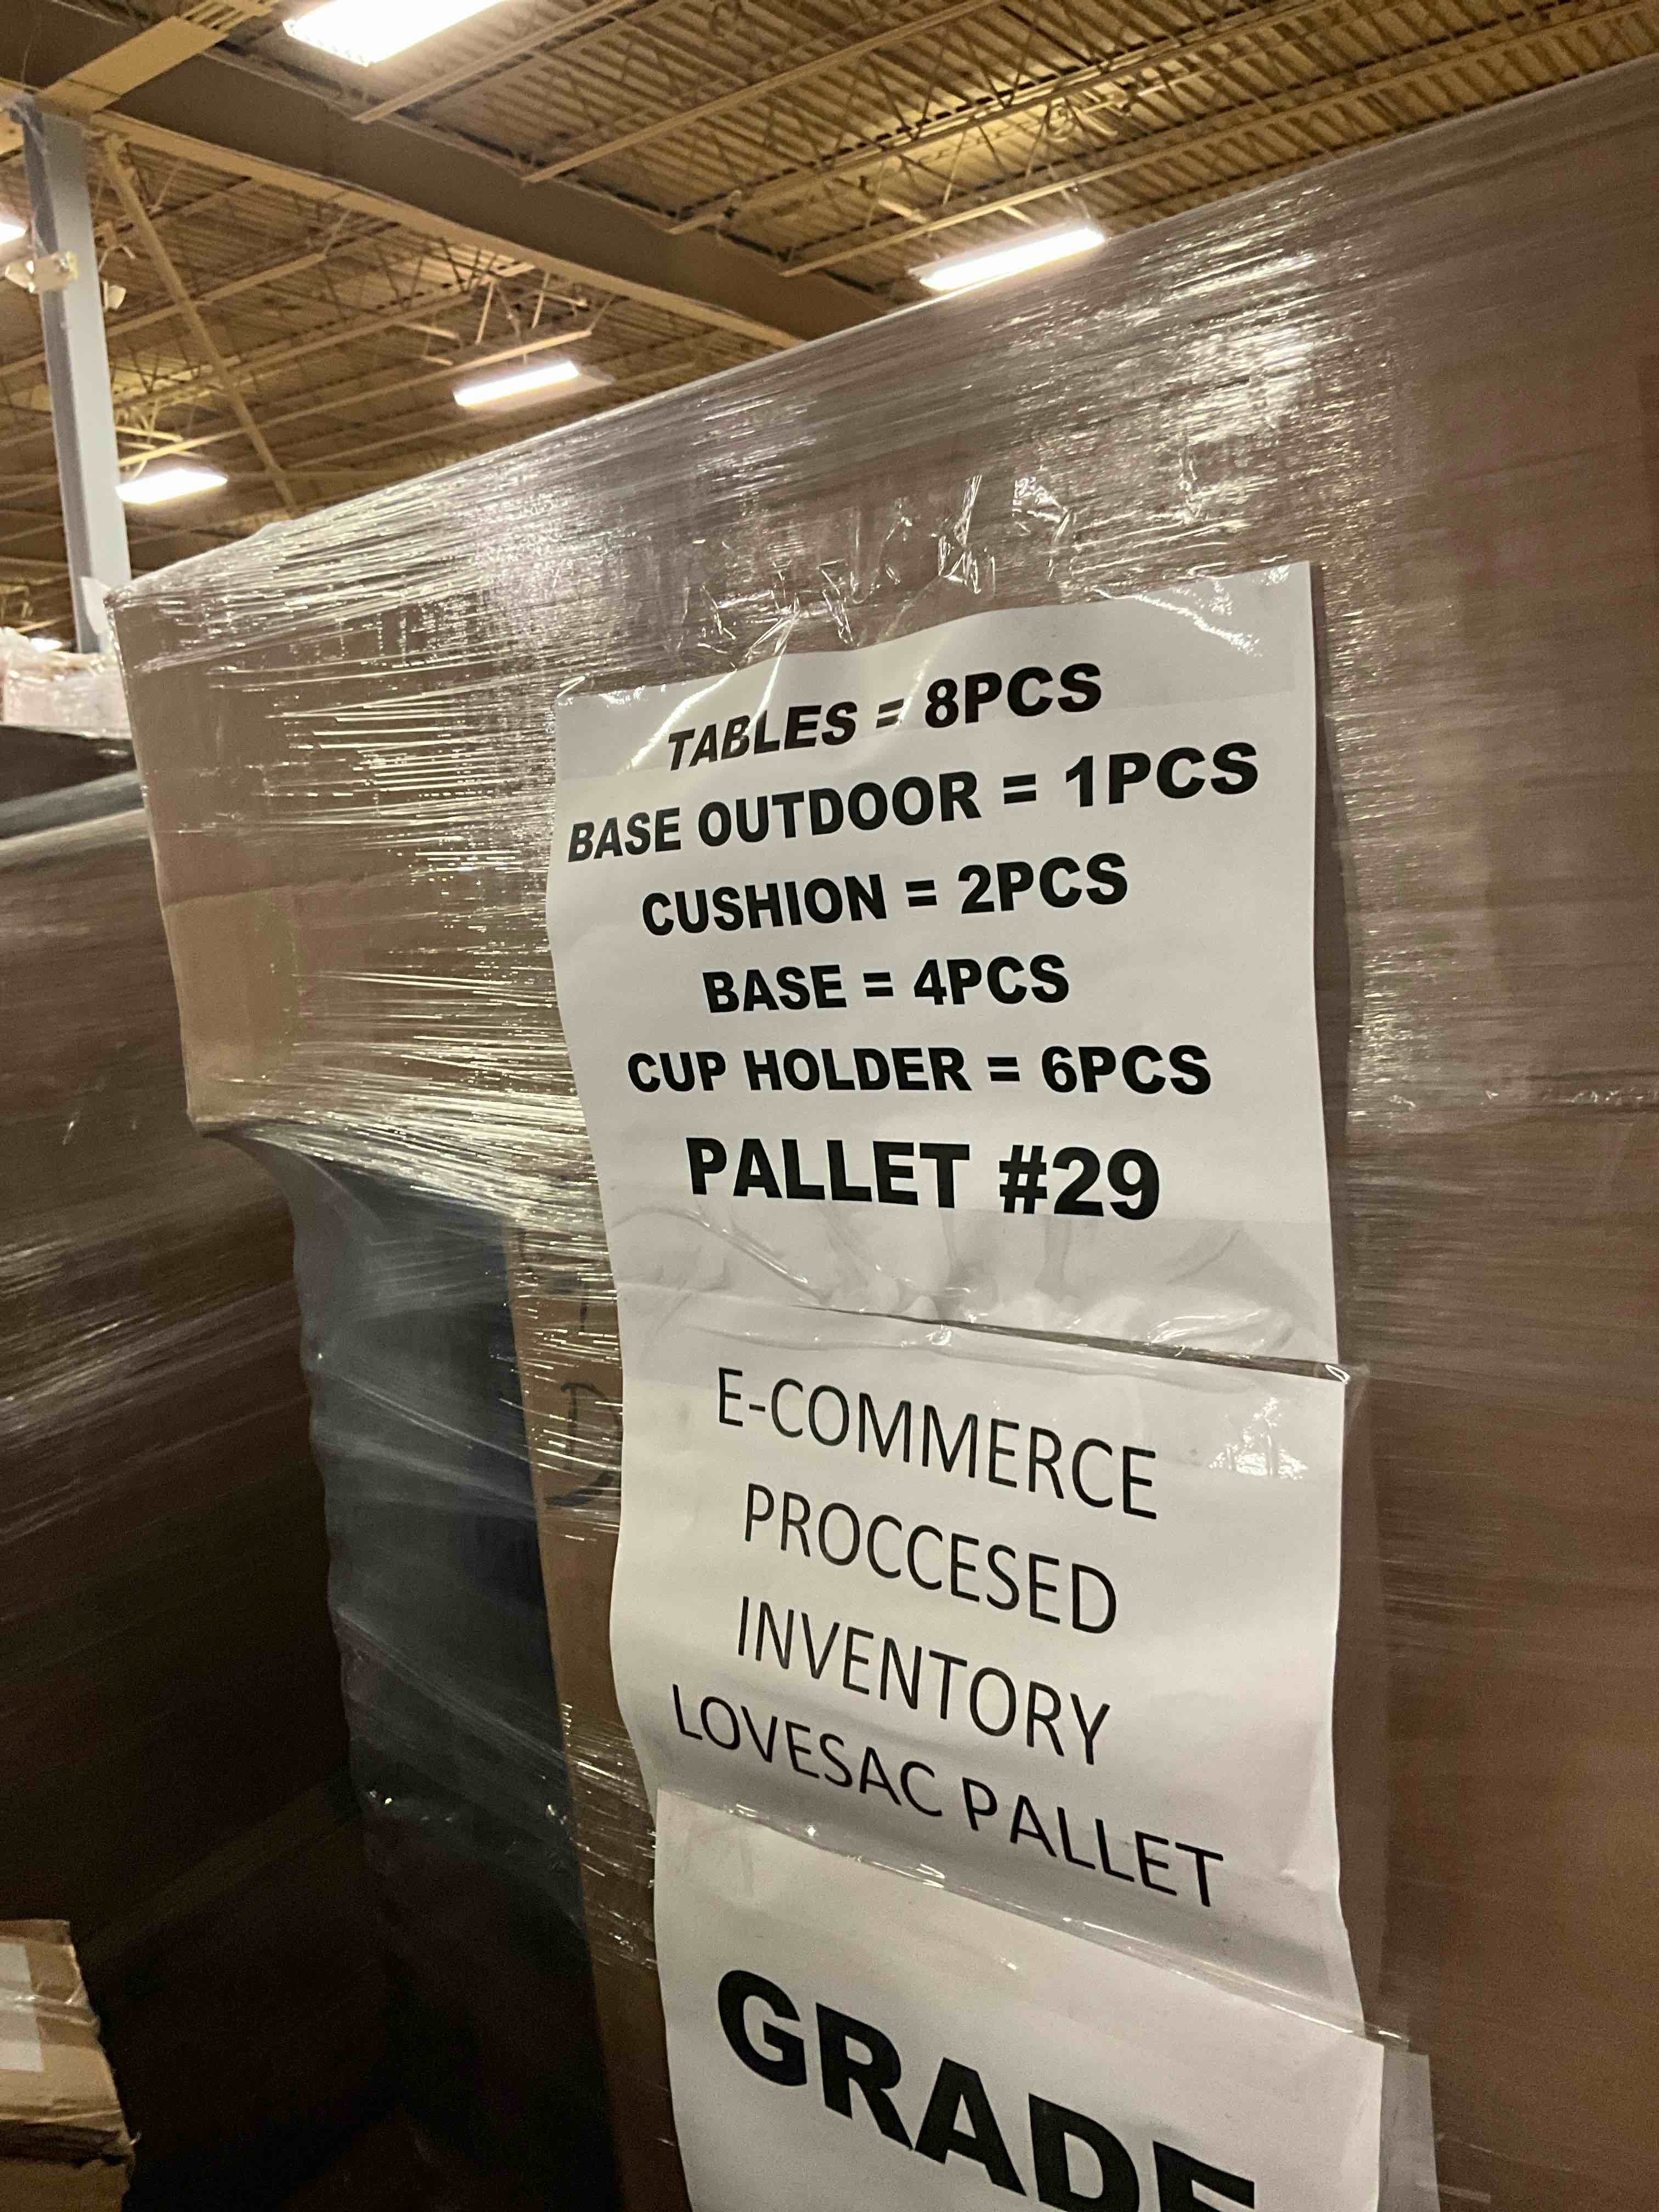 TABLES = 8PCS
BASE OUTDOOR = 1PCS
CUSHION = 2PCS
BASE = 4PCS
CUP HOLDER = 6PCS
PALLET #29
E-COMMERCE
PROCCESED
INVENTORY
LOVESAC PALLET
GRADE